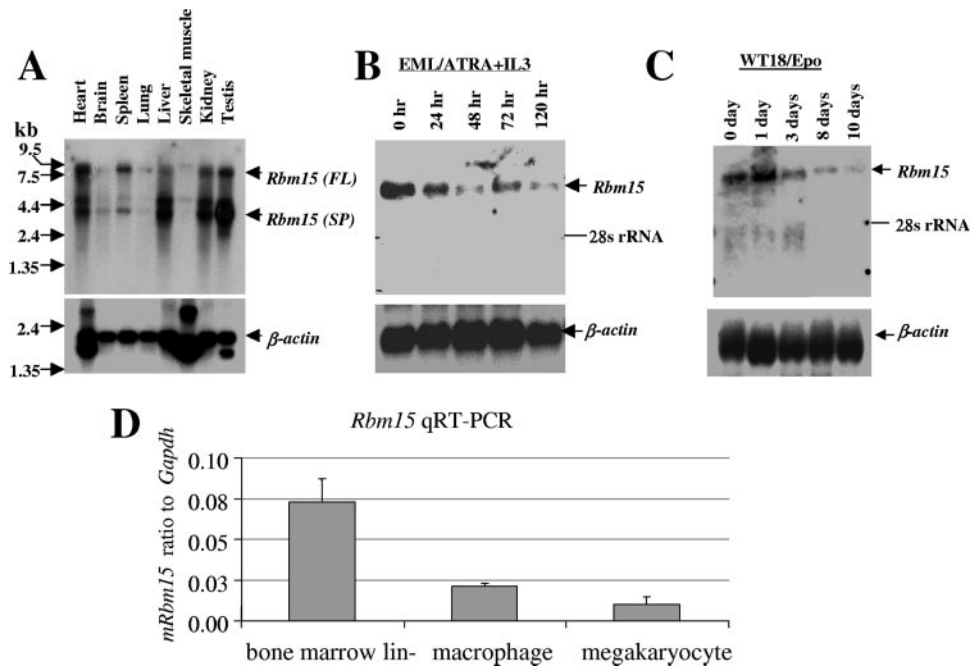 A
Heart
Brain
Spleen
Lung
Liver
Skeletal muscle
Kidney
Testis
kb
9.5
7.5
4.4
2.4
1.35
Rbm15 (FL)
Rbm15 (SP)
2.4
1.35
β-actin
B
EML/ATRA+IL3
0 hr
24 hr
48 hr
72 hr
120 hr
Rbm15
28s rRNA
β-actin
C
WT18/Epo
0 day
1 day
3 days
8 days
10 days
Rbm15
28s rRNA
β-actin
D
Rbm15 qRT-PCR
mRbm15 ratio to Gapdh
0.10
0.08
0.05
0.03
0.00
bone marrow lin-
macrophage
megakaryocyte